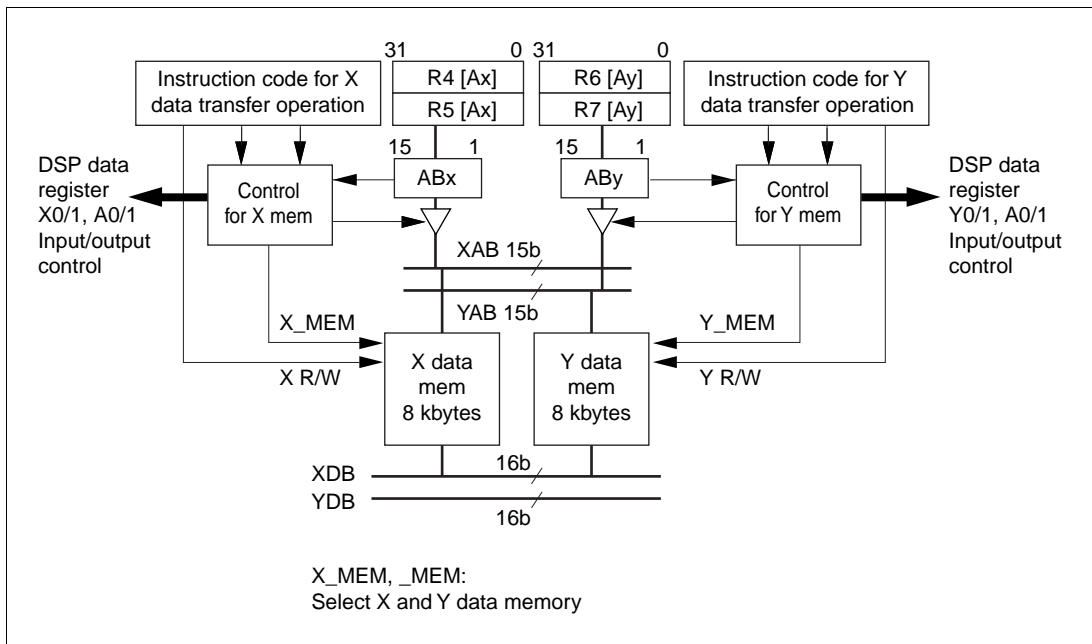 31 0 31 0
Instruction code for X
data transfer operation
R4 [Ax]
R5 [Ax]
R6 [Ay]
R7 [Ay]
Instruction code for Y
data transfer operation
15 1 15 1
DSP data
register
X0/1, A0/1
Input/output
control
Control
for X mem
ABx
ABy
Control
for Y mem
DSP data
register
Y0/1, A0/1
Input/output
control
XAB 15b
YAB 15b
X_MEM
Y_MEM
X R/W
X data
mem
8 kbytes
Y data
mem
8 kbytes
Y R/W
XDB
16b
YDB
16b
X_MEM, _MEM:
Select X and Y data memory